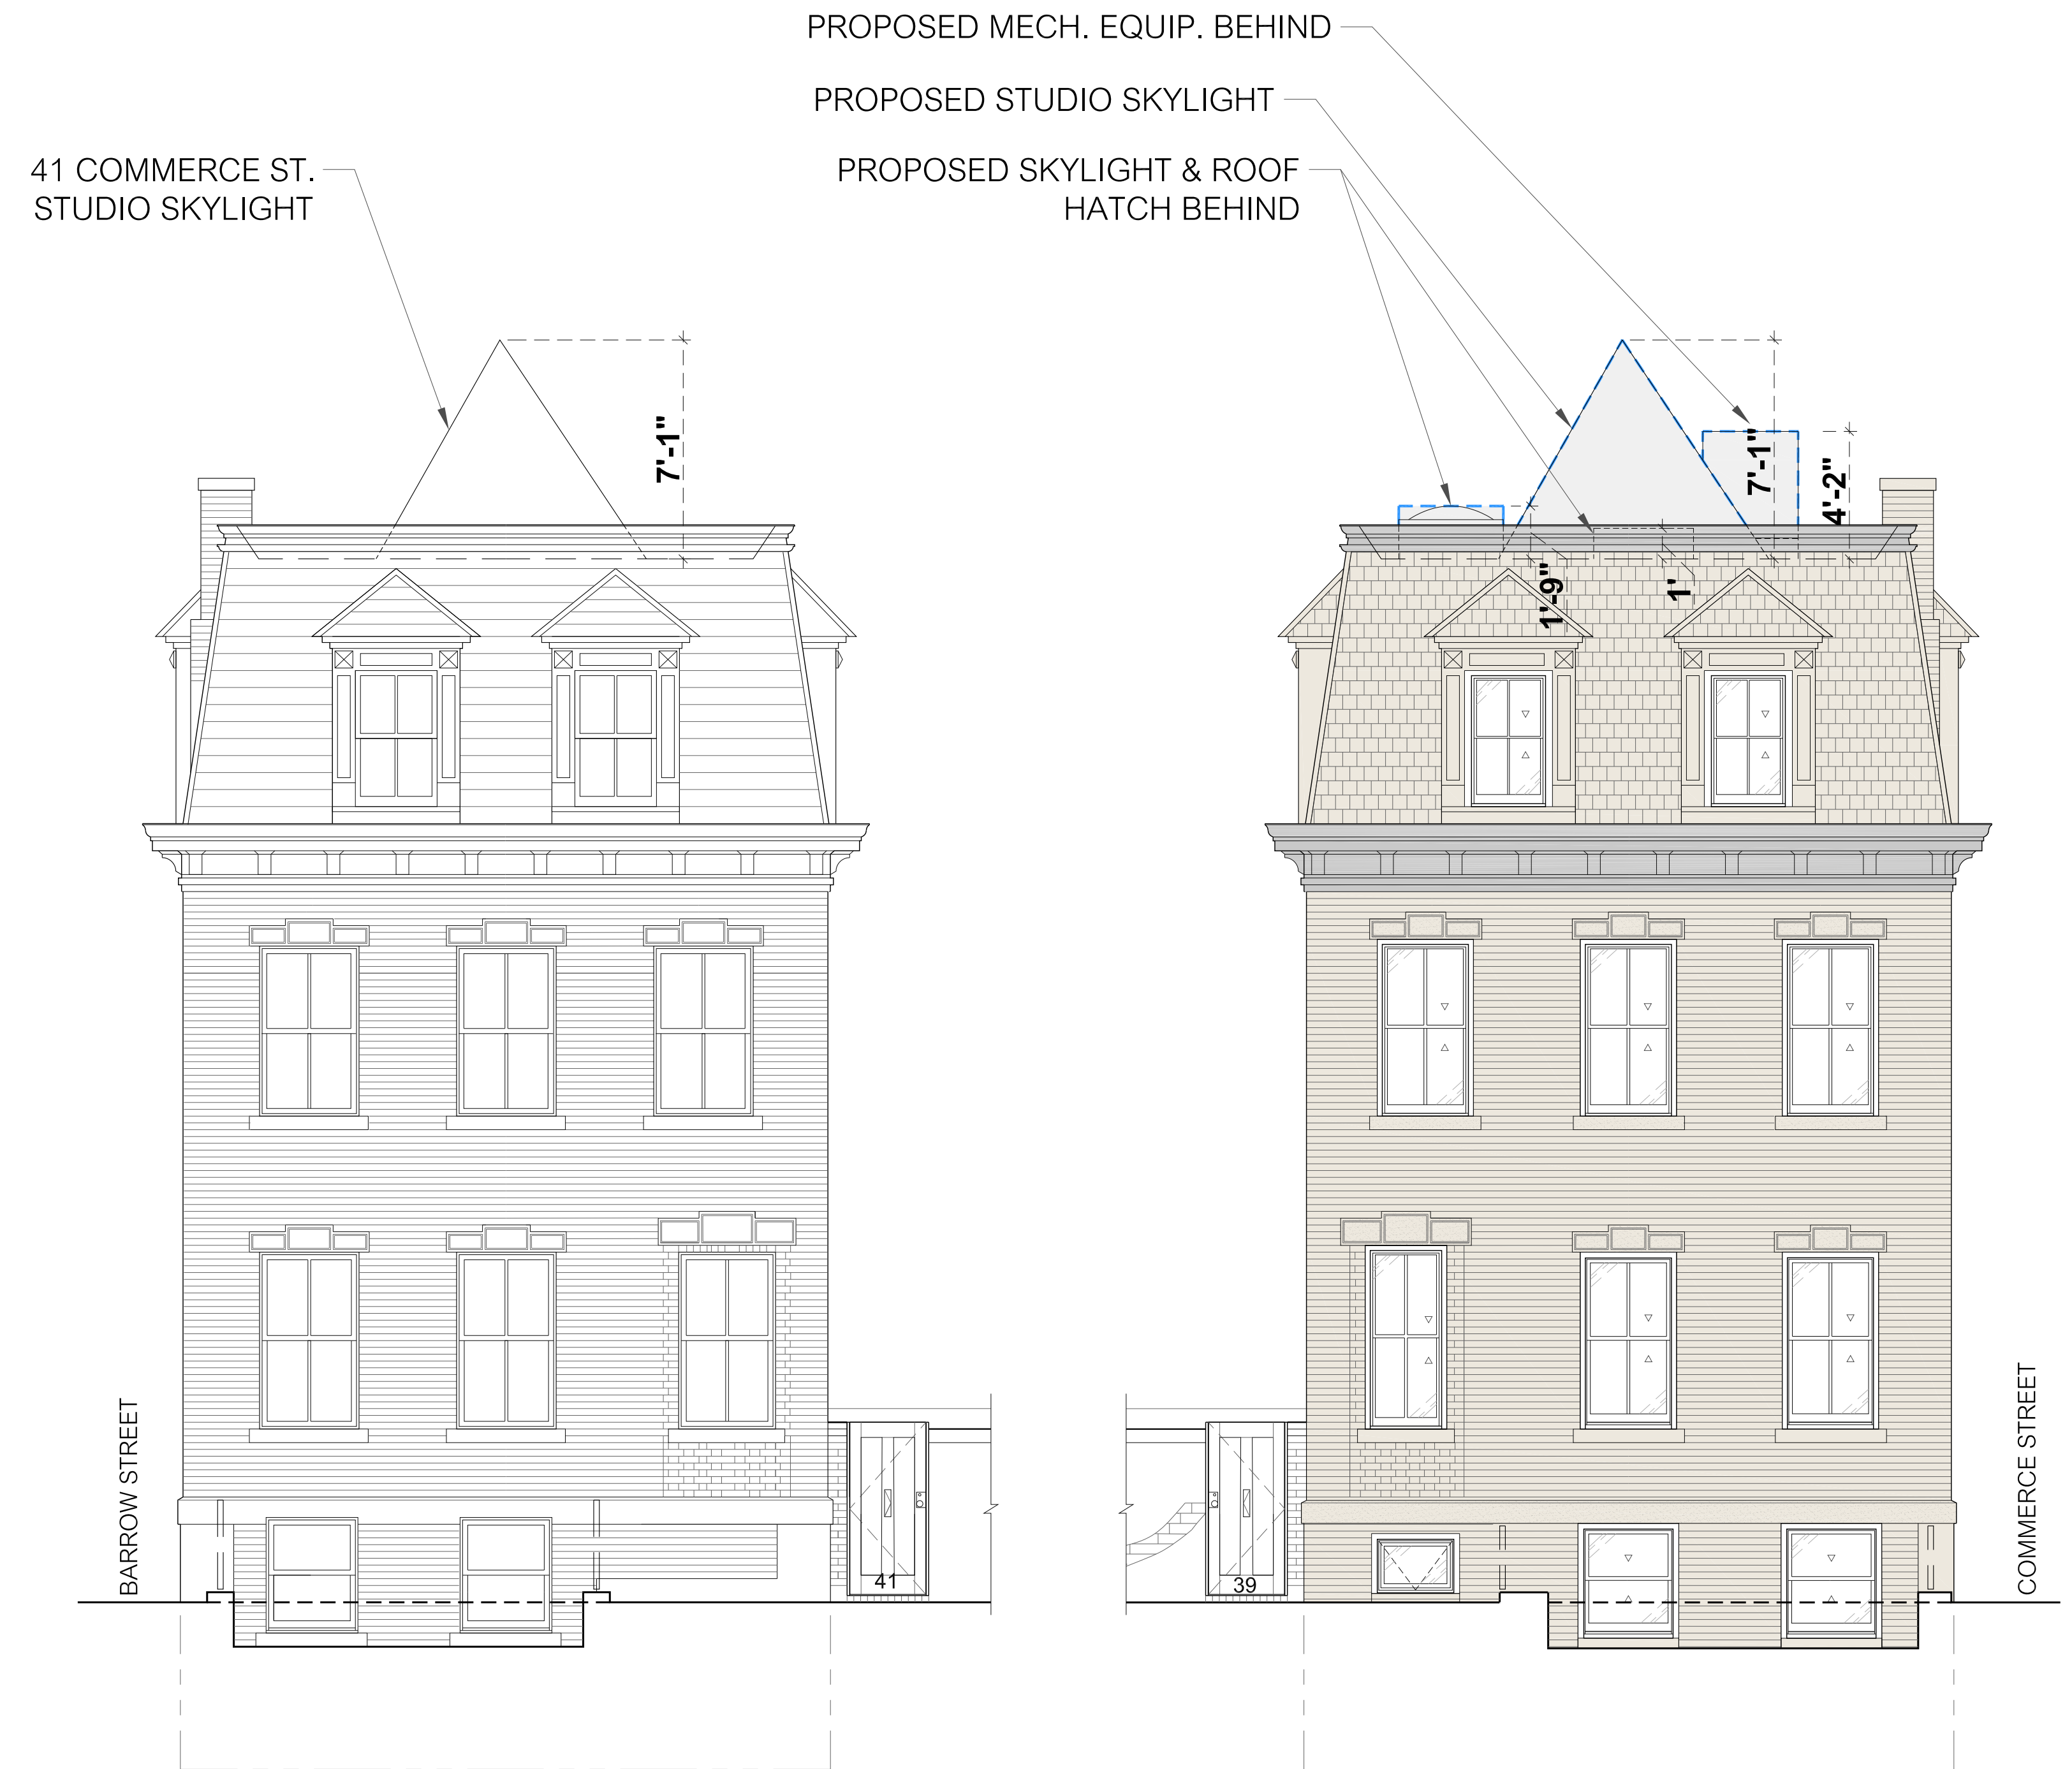 PROPOSED MECH. EQUIP. BEHIND
PROPOSED STUDIO SKYLIGHT
41 COMMERCE ST.
STUDIO SKYLIGHT
PROPOSED SKYLIGHT & ROOF
HATCH BEHIND
7'-1"
7'-1"
4'-2"
1'-9"
1'
BARROW STREET
COMMERCE STREET
41
39